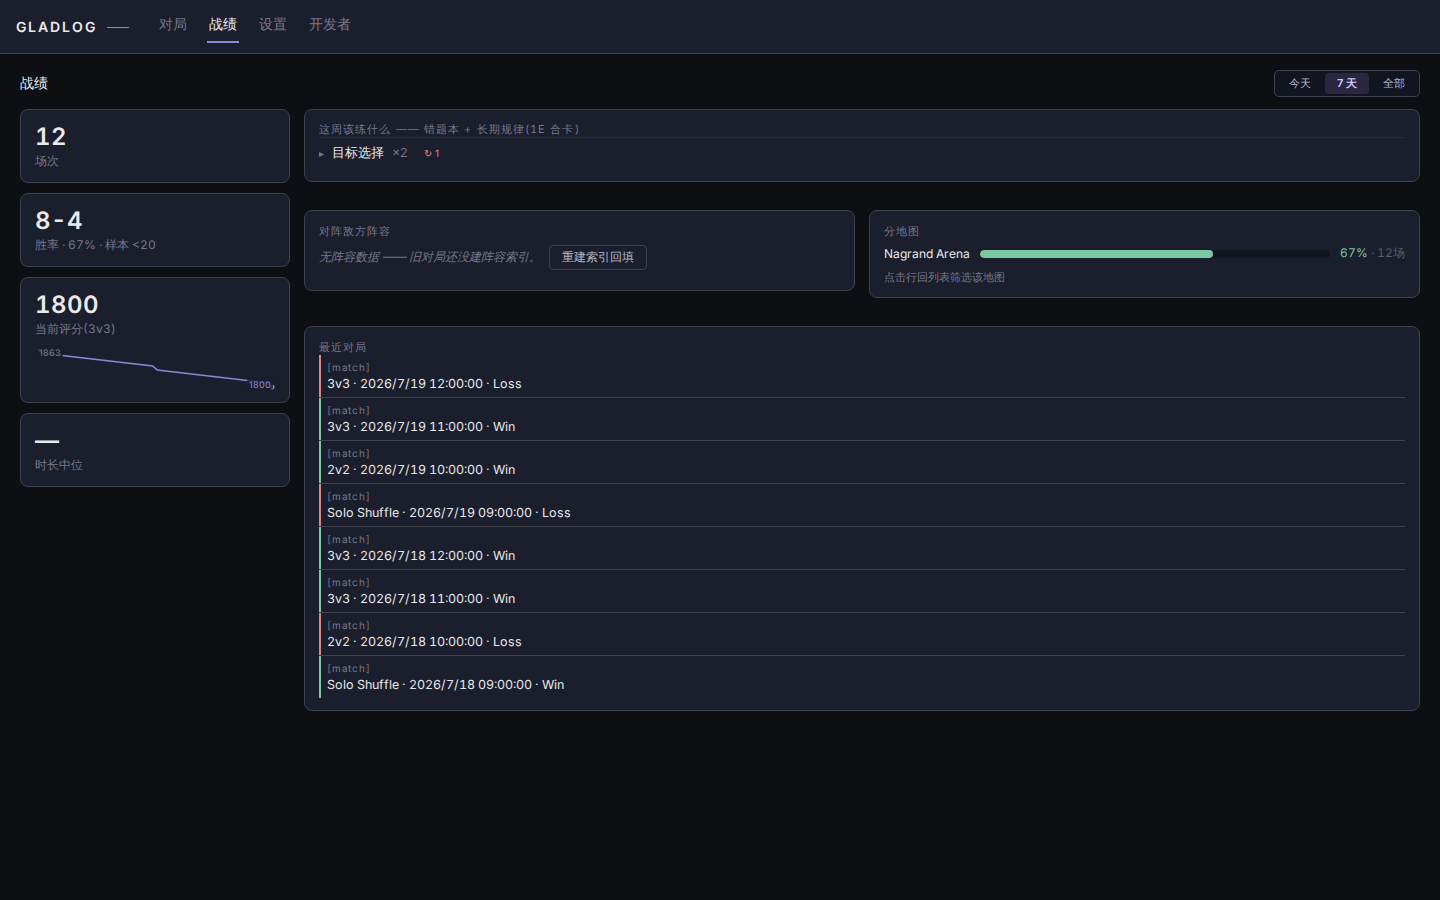 GLADLOG
对局 战绩 设置 开发者
战绩
今天 7 天 全部
12
场次
8-4
胜率 · 67% · 样本 <20
1800
当前评分(3v3)
1863
1800
—
时长中位
这周该练什么 —— 错题本 + 长期规律(1E 合卡)
▸ 目标选择 ×2 ↻ 1
对阵敌方阵容
无阵容数据 —— 旧对局还没建阵容索引。 重建索引回填
分地图
Nagrand Arena 67% · 12场
点击行回列表筛选该地图
最近对局
[match]
3v3 · 2026/7/19 12:00:00 · Loss
[match]
3v3 · 2026/7/19 11:00:00 · Win
[match]
2v2 · 2026/7/19 10:00:00 · Win
[match]
Solo Shuffle · 2026/7/19 09:00:00 · Loss
[match]
3v3 · 2026/7/18 12:00:00 · Win
[match]
3v3 · 2026/7/18 11:00:00 · Win
[match]
2v2 · 2026/7/18 10:00:00 · Loss
[match]
Solo Shuffle · 2026/7/18 09:00:00 · Win